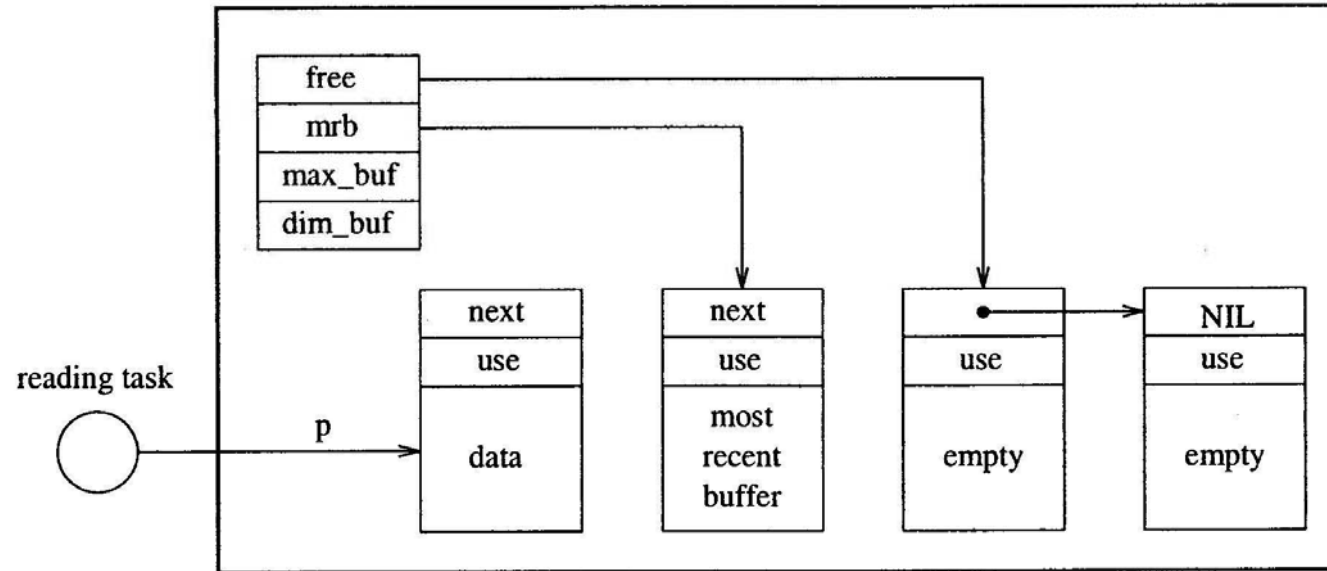 free
mrb
max_buf
dim_buf
reading task
p
next
use
data
next
use
most
recent
buffer
use
empty
NIL
use
empty